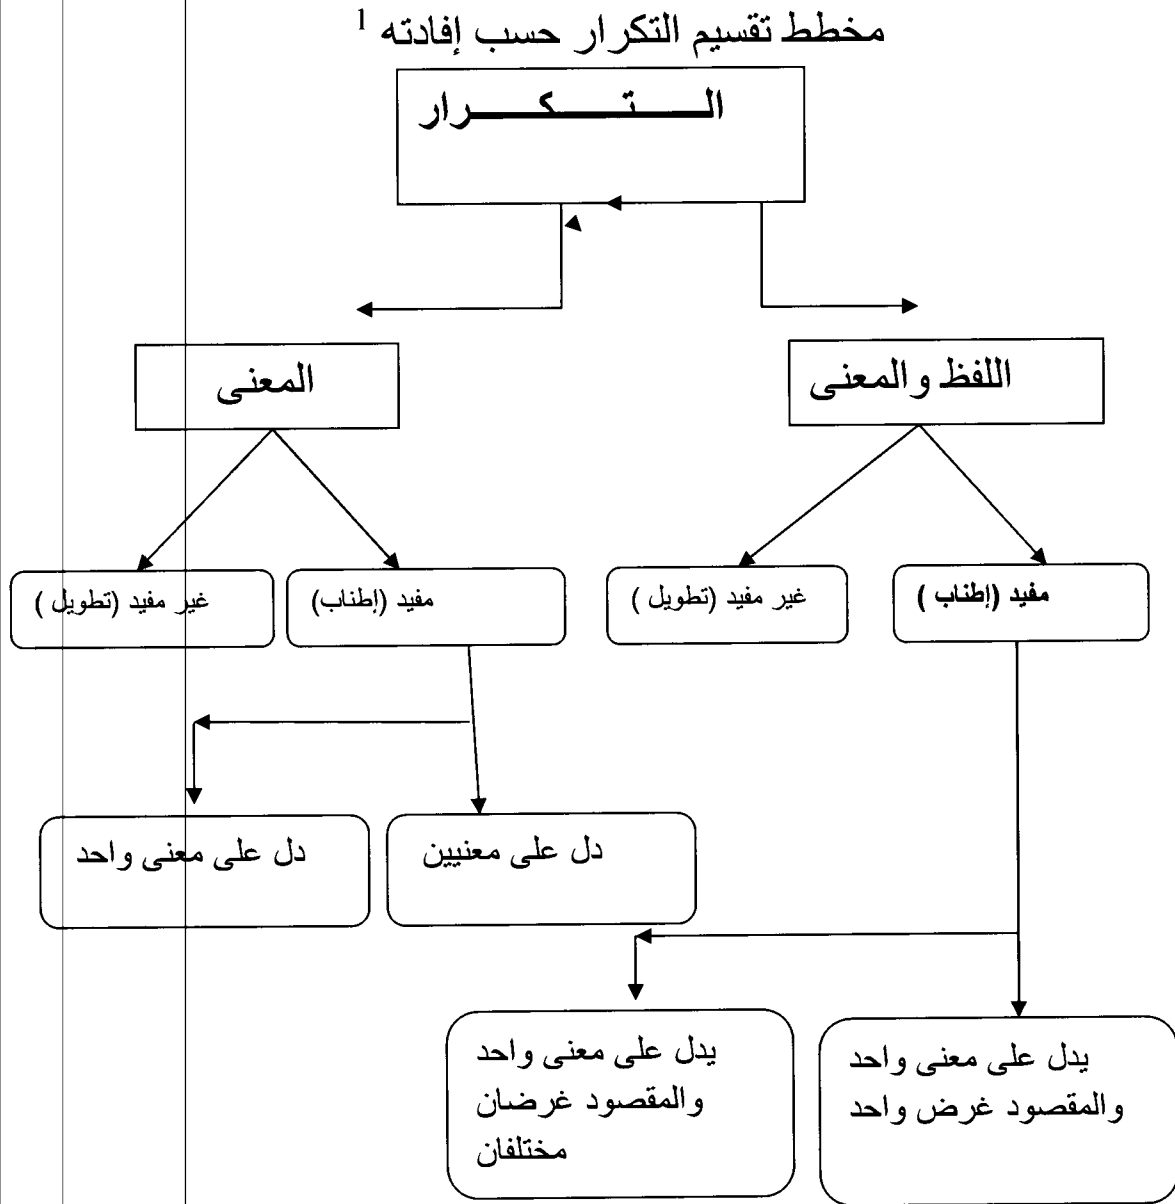 مخطط تقسيم التكرار حسب إفادته 1
الـــتـــكـــرار
اللفظ والمعنى
المعنى
مفيد (إطناب )
غير مفيد (تطويل )
مفيد (إطناب)
غير مفيد (تطويل )
دل على معنيين
دل على معنى واحد
يدل على معنى واحد
والمقصود غرض واحد
يدل على معنى واحد
والمقصود غرضان
مختلفان